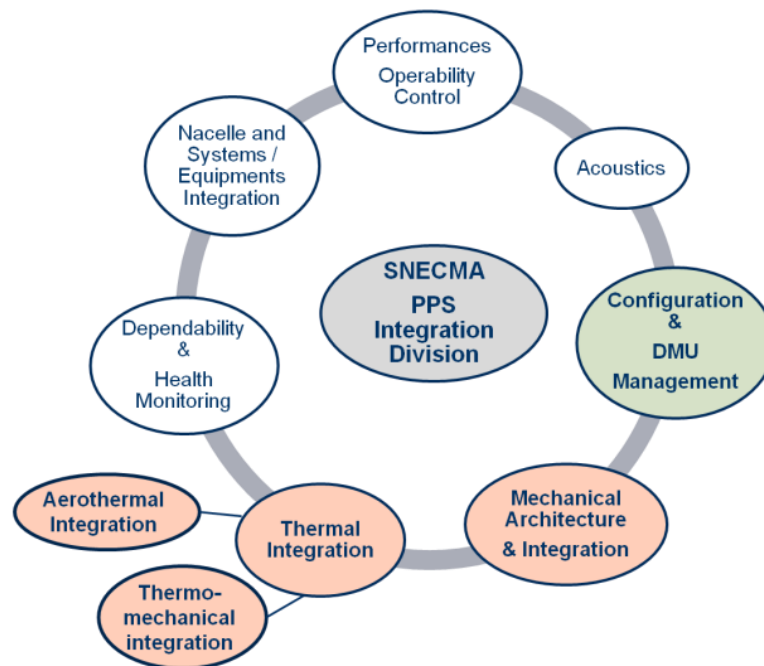 Performances
Operability
Control
Nacelle and
Systems /
Equipments
Integration
Acoustics
SNECMA
PPS
Integration
Division
Configuration
&
DMU
Management
Dependability
&
Health
Monitoring
Aerothermal
Integration
Thermal
Integration
Mechanical
Architecture
& Integration
Thermo-
mechanical
integration